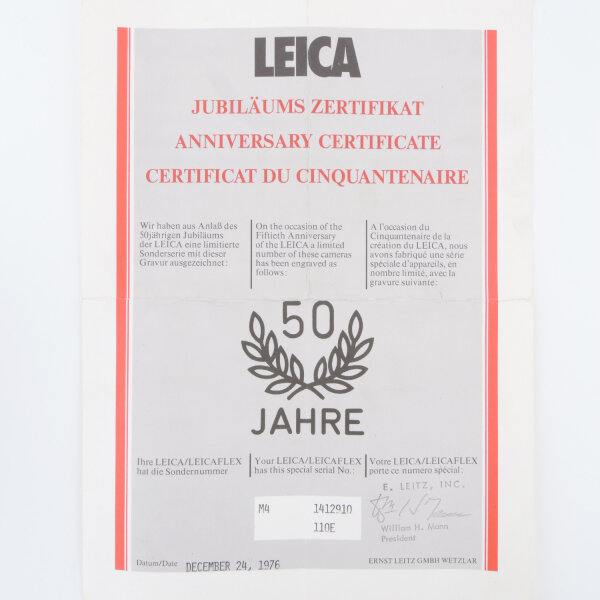 LEICA
JUBILÄUMS ZERTIFIKAT
ANNIVERSARY CERTIFICATE
CERTIFICAT DU CINQUANTENAIRE
Wir haben aus Anlaß des
50jährigen Jubiläums
der LEICA eine limitierte
Sonderserie mit dieser
Gravur ausgezeichnet:
On the occasion of the
Fiftieth Anniversary
of the LEICA a limited
number of these cameras
has been engraved as
follows:
A l'occasion du
Cinquantenaire de la
création du LEICA, nous
avons fabriqué une série
spéciale d'appareils, en
nombre limité, avec la
gravure suivante:
50
JAHRE
Ihre LEICA/LEICAFLEX
hat die Sondernummer
Your LEICA/LEICAFLEX
has this special serial No.:
Votre LEICA/LEICAFLEX
porte ce numero spécial:
E. LEITZ, INC.
M4 1412910
110E
William H. Mann
President
Datum/Date DECEMBER 24, 1976
ERNST LEITZ GMBH WETZLAR